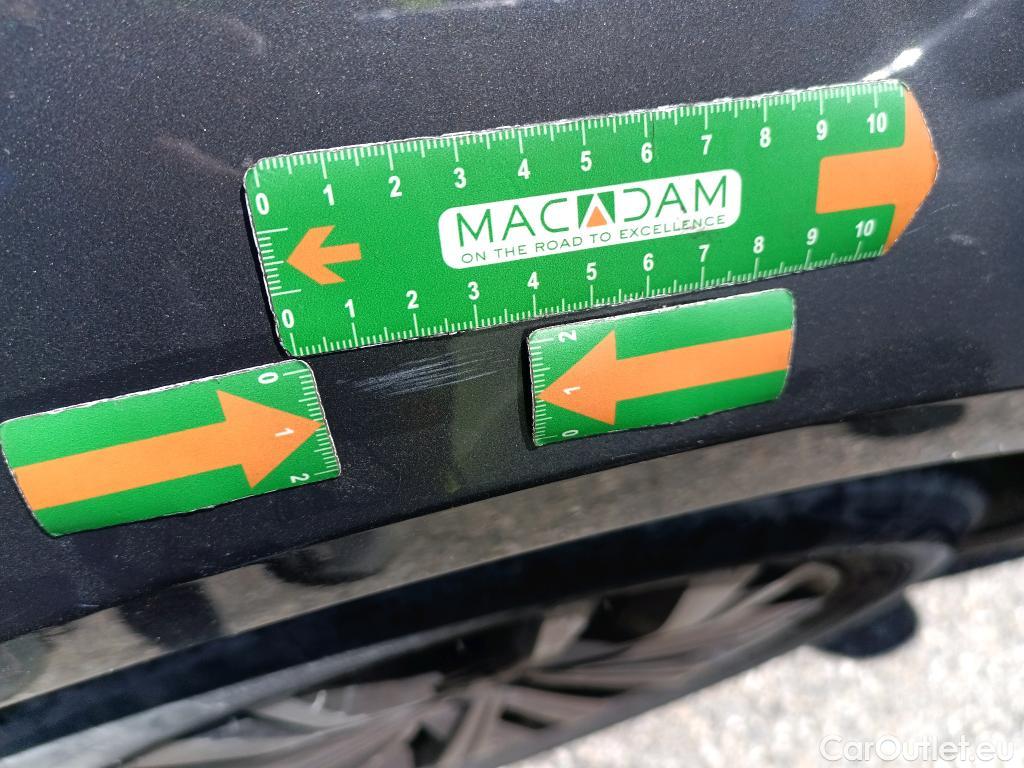 0 1 2 3 4 5 6 7 8 9 10
MACADAM
ON THE ROAD TO EXCELLENCE
0 1 2 3 4 5 6 7 8 9 10
0 1 2
2 1 0
CarOutlet.eu